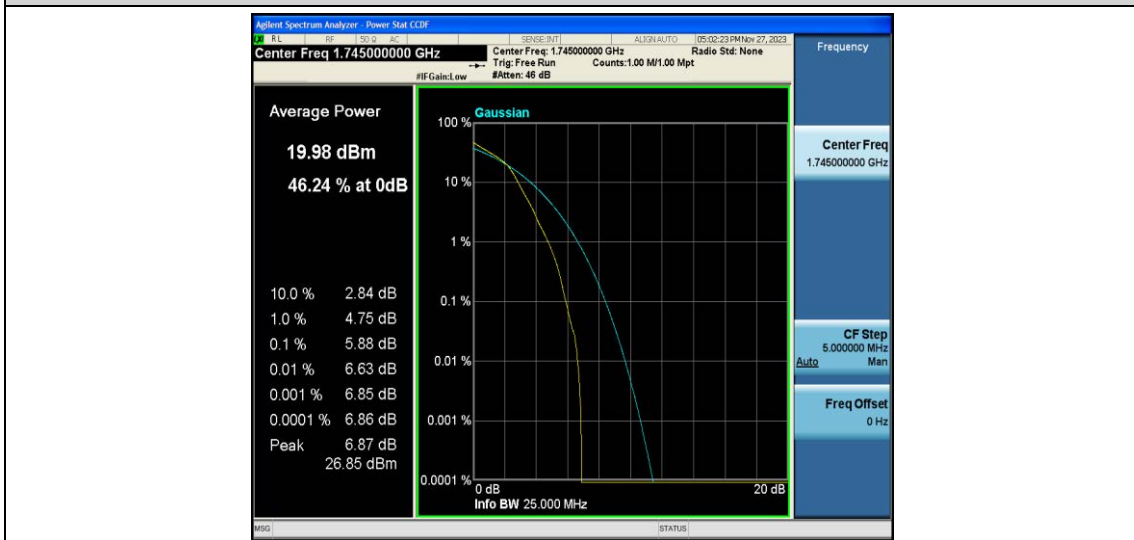 Agilent Spectrum Analyzer - Power Stat CCDF
RL RF 50 Ω AC SENSE:INT ALIGN AUTO 05:02:23 PM Nov 27, 2023
Center Freq 1.745000000 GHz
Center Freq: 1.745000000 GHz Radio Std: None
Trig: Free Run Counts:1.00 M/1.00 Mpt
#IFGain:Low #Atten: 46 dB
Frequency
Average Power
19.98 dBm
46.24 % at 0dB
10.0 % 2.84 dB
1.0 % 4.75 dB
0.1 % 5.88 dB
0.01 % 6.63 dB
0.001 % 6.85 dB
0.0001 % 6.86 dB
Peak 6.87 dB
26.85 dBm
Gaussian
100 %
10 %
1 %
0.1 %
0.01 %
0.001 %
0.0001 %
0 dB 20 dB
Info BW 25.000 MHz
Center Freq
1.745000000 GHz
CF Step
5.000000 MHz
Auto Man
Freq Offset
0 Hz
MSG STATUS